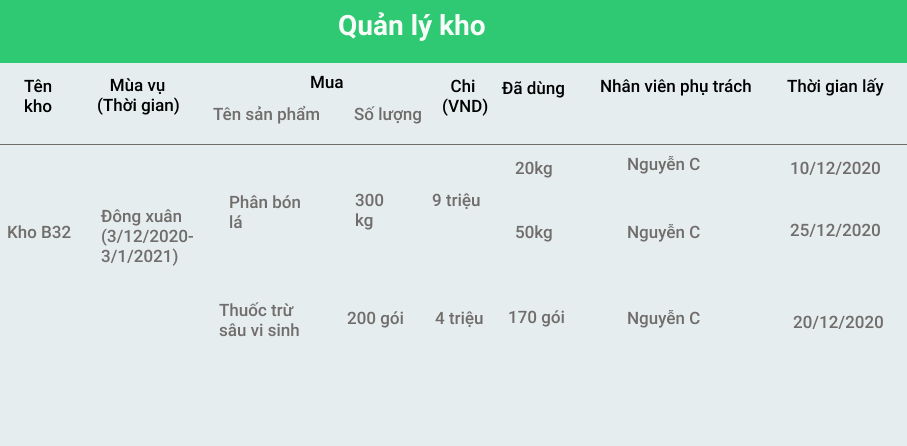 Quản lý kho
Tên
kho
Mùa vụ
(Thời gian)
Mua
Tên sản phẩm
Số lượng
Chi
(VND)
Đã dùng
Nhân viên phụ trách
Thời gian lấy
Kho B32
Đông xuân
(3/12/2020-
3/1/2021)
Phân bón
lá
300
kg
9 triệu
20kg
Nguyễn C
10/12/2020
50kg
Nguyễn C
25/12/2020
Thuốc trừ
sâu vi sinh
200 gói
4 triệu
170 gói
Nguyễn C
20/12/2020